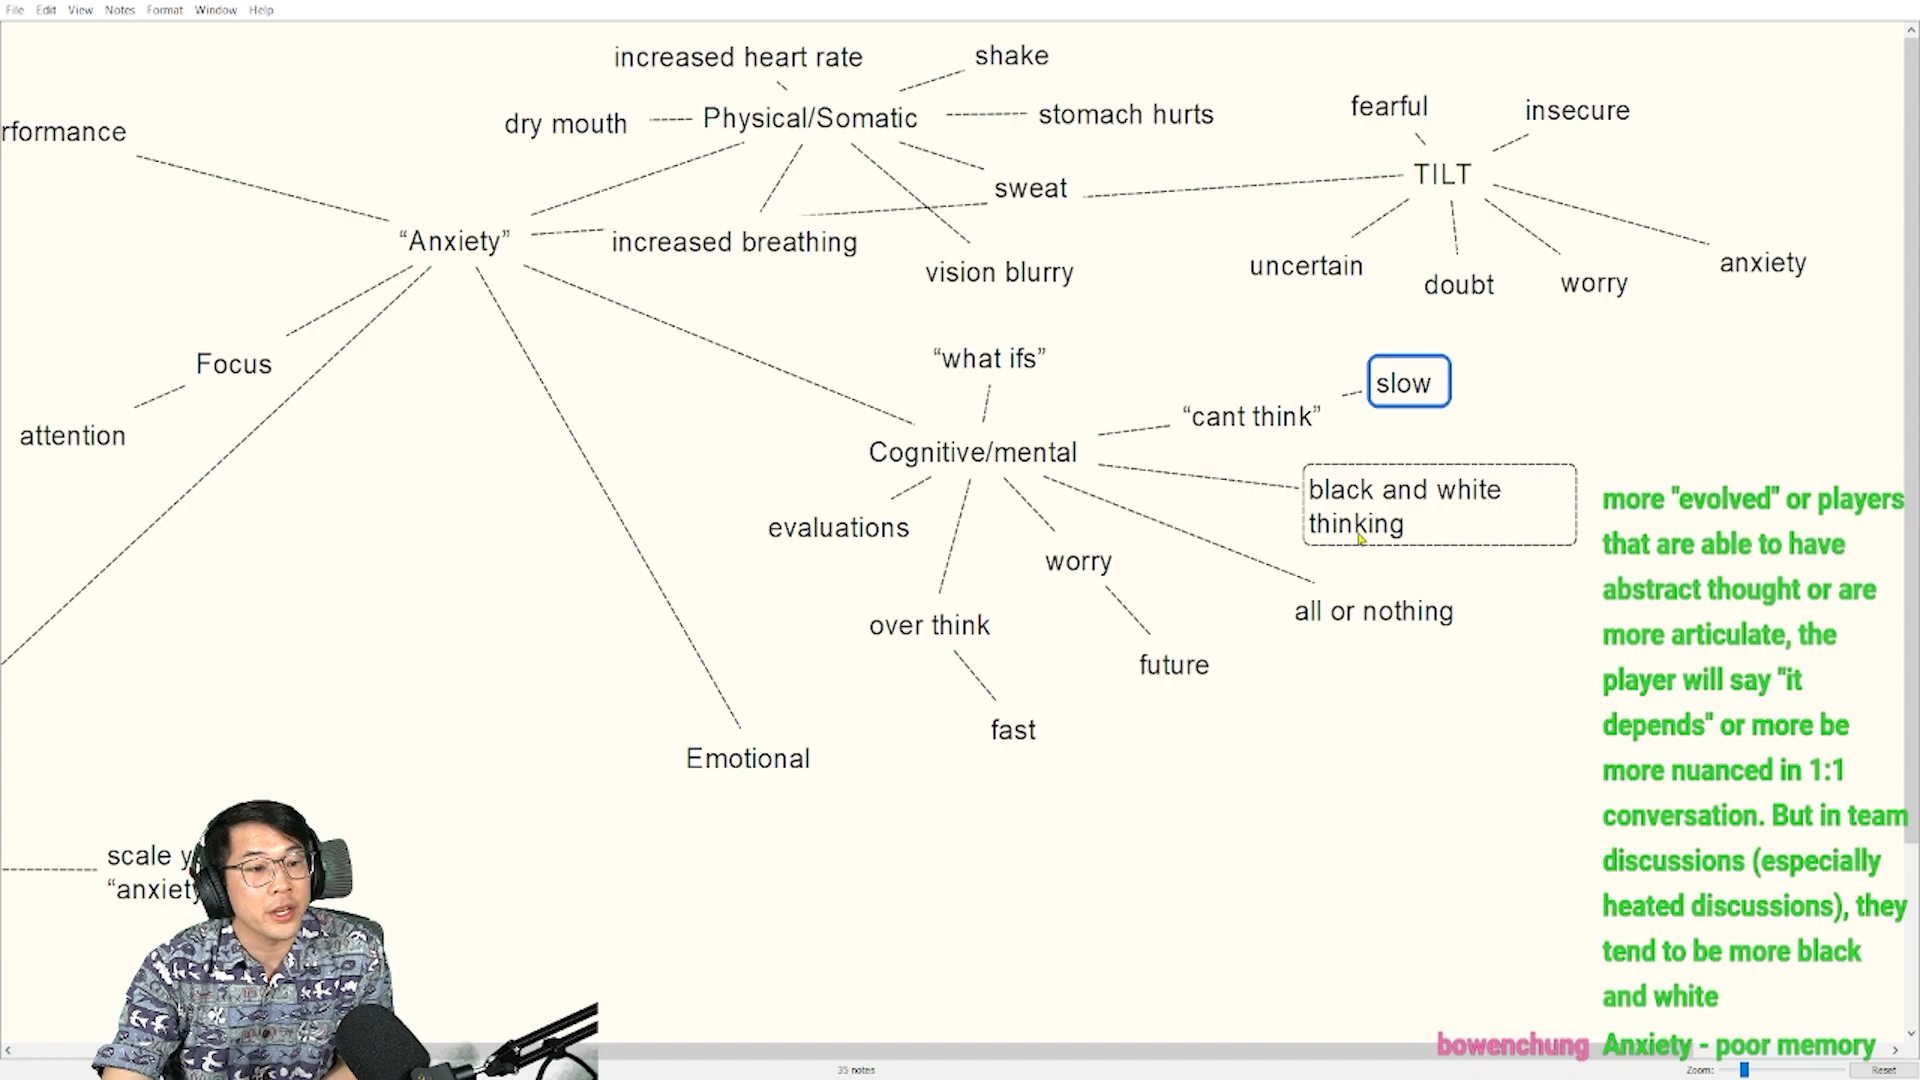 File Edit View Notes Format Window Help
increased heart rate
shake
rformance
dry mouth
Physical/Somatic
stomach hurts
fearful
insecure
TILT
sweat
“Anxiety”
increased breathing
vision blurry
uncertain
doubt
worry
anxiety
Focus
“what ifs”
slow
attention
“cant think”
Cognitive/mental
black and white
thinking
evaluations
worry
over think
all or nothing
future
fast
Emotional
scale y
“anxiety
more "evolved" or players
that are able to have
abstract thought or are
more articulate, the
player will say "it
depends" or more be
more nuanced in 1:1
conversation. But in team
discussions (especially
heated discussions), they
tend to be more black
and white
bowenchung Anxiety - poor memory
35 notes
Zoom:
Reset